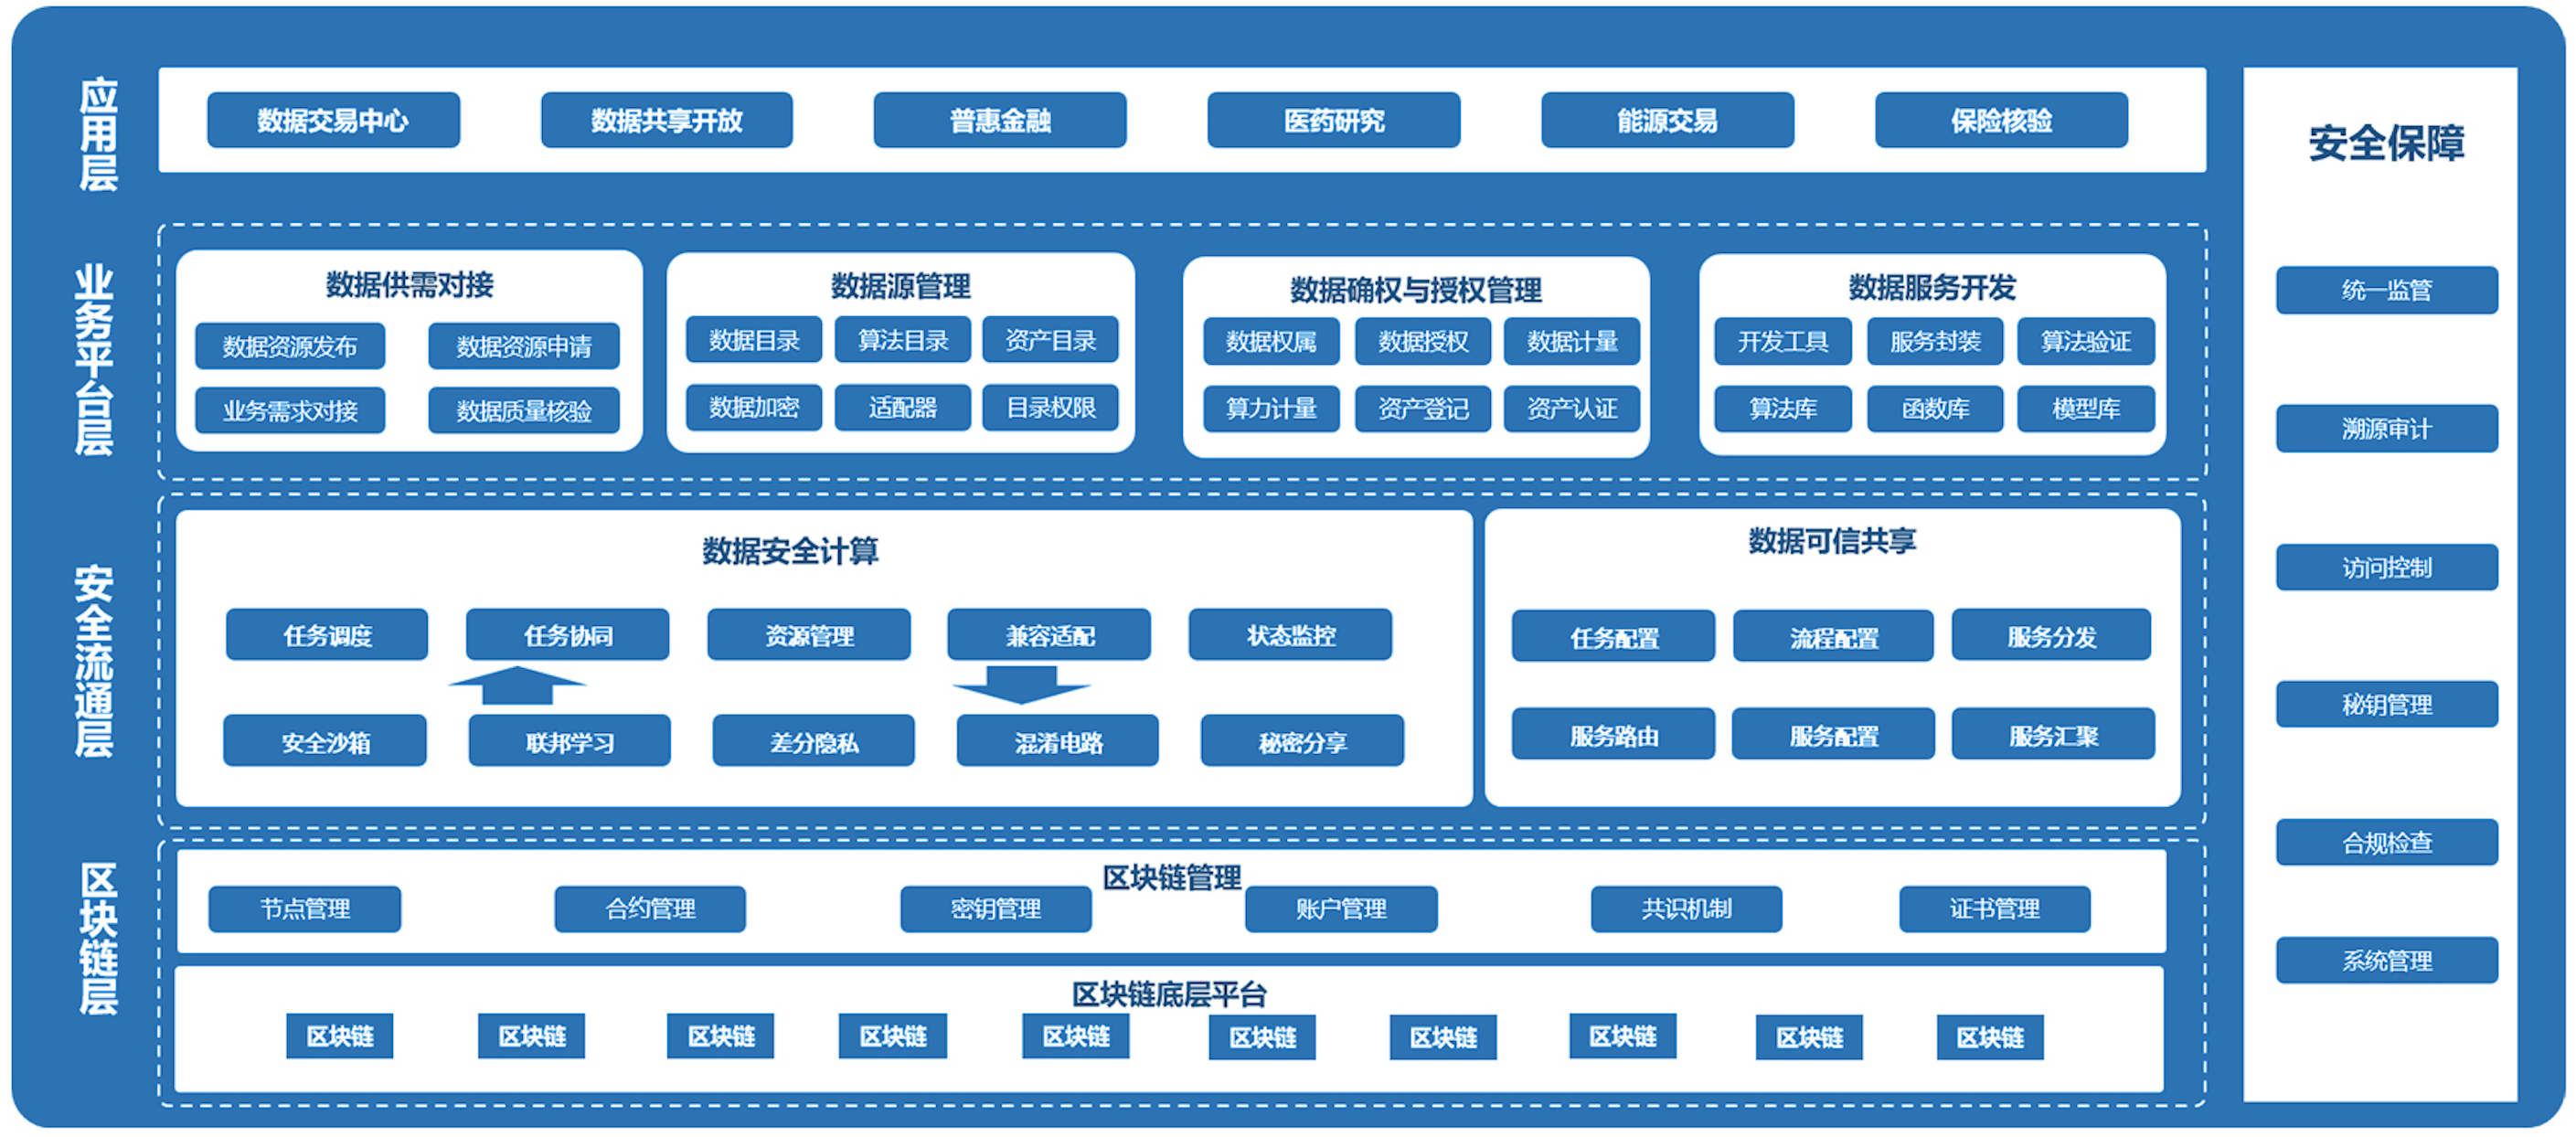 应用层
数据交易中心
数据共享开放
普惠金融
医药研究
能源交易
保险核验
业务平台层
数据供需对接
数据资源发布
数据资源申请
业务需求对接
数据质量核验
数据源管理
数据目录
算法目录
资产目录
数据加密
适配器
目录权限
数据确权与授权管理
数据权属
数据授权
数据计量
算力计量
资产登记
资产认证
数据服务开发
开发工具
服务封装
算法验证
算法库
函数库
模型库
安全流通层
数据安全计算
任务调度
任务协同
资源管理
兼容适配
状态监控
安全沙箱
联邦学习
差分隐私
混淆电路
秘密分享
数据可信共享
任务配置
流程配置
服务分发
服务路由
服务配置
服务汇聚
区块链层
区块链管理
节点管理
合约管理
密钥管理
账户管理
共识机制
证书管理
区块链底层平台
区块链
区块链
区块链
区块链
区块链
区块链
区块链
区块链
区块链
区块链
安全保障
统一监管
溯源审计
访问控制
秘钥管理
合规检查
系统管理